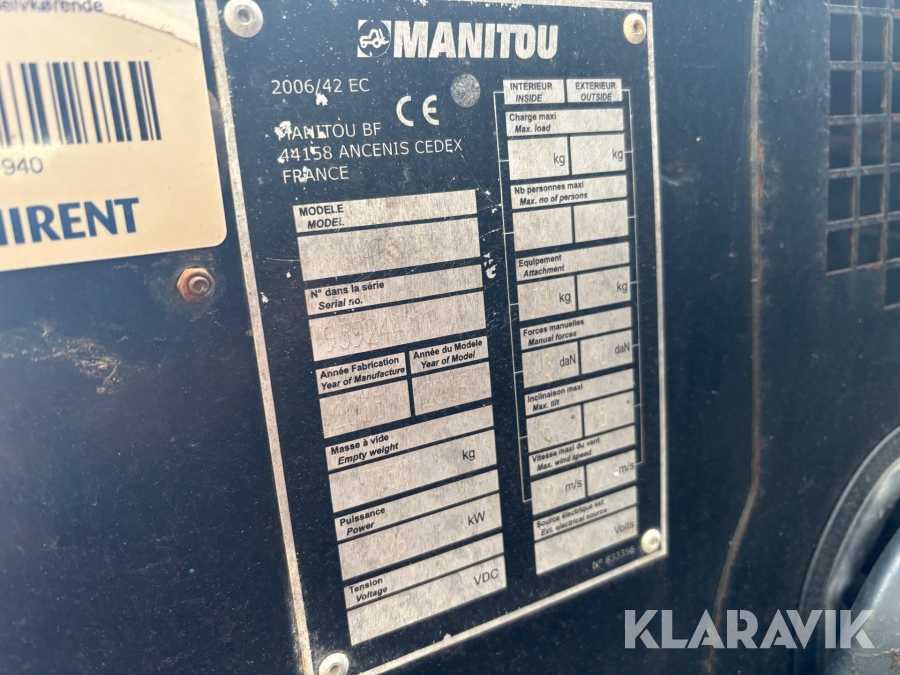 selvkørende
940
MANITOU
2006/42 EC
CE
MANITOU BF
44158 ANCENIS CEDEX
FRANCE
MODELE
MODEL
N° dans la série
Serial no.
939244
Année Fabrication
Year of Manufacture
Année du Modele
Year of Model
Masse à vide
Empty weight
kg
Puissance
Power
kW
Tension
Voltage
VDC
INTERIEUR
INSIDE
EXTERIEUR
OUTSIDE
Charge maxi
Max. load
kg
kg
Nb personnes maxi
Max. no of persons
Equipement
Attachment
kg
kg
Forces manuelles
Manual forces
daN
daN
Inclinaison maxi
Max. tilt
5 °
5 °
Vitesse maxi du vent
Max. wind speed
m/s
m/s
Source électrique ext.
Ext. electrical source
Volts
N° 833358
KLARAVIK